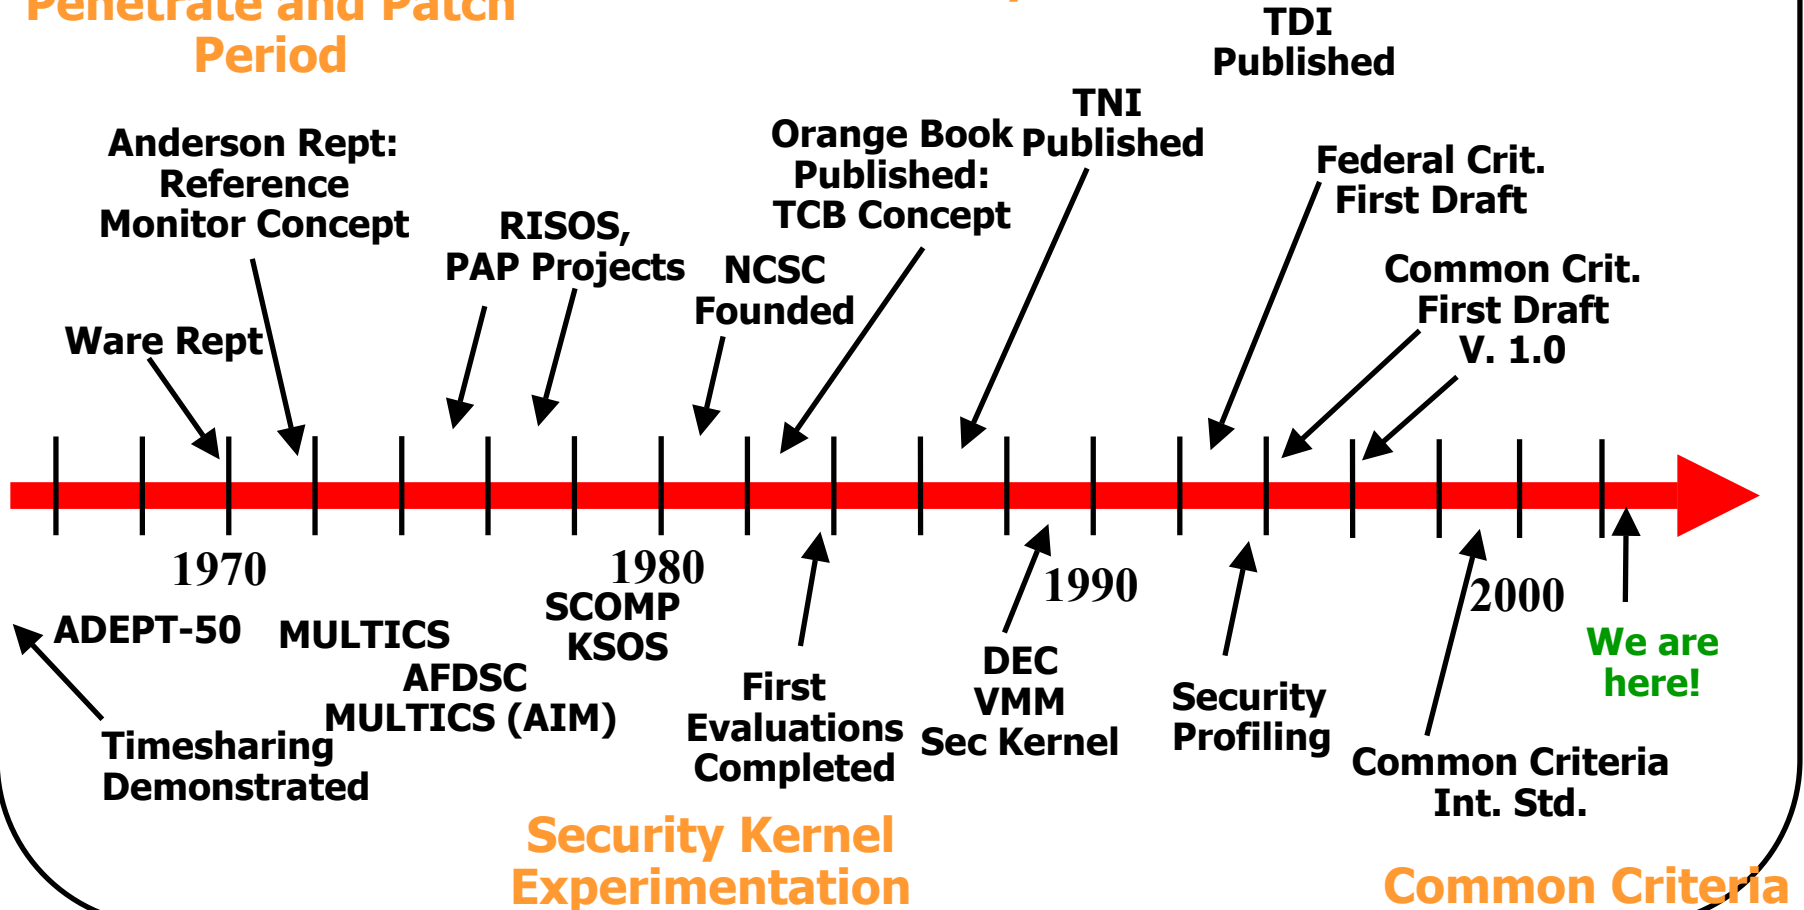 Penetrate and Patch
Period
TDI
Published
TNI
Published
Anderson Rept:
Reference
Monitor Concept
Orange Book
Published:
TCB Concept
Federal Crit.
First Draft
RISOS,
PAP Projects
NCSC
Founded
Common Crit.
First Draft
V. 1.0
Ware Rept
1970
1980
1990
2000
ADEPT-50
MULTICS
SCOMP
KSOS
AFDSC
MULTICS (AIM)
Timesharing
Demonstrated
First
Evaluations
Completed
DEC
VMM
Sec Kernel
Security
Profiling
We are
here!
Common Criteria
Int. Std.
Security Kernel
Experimentation
Common Criteria